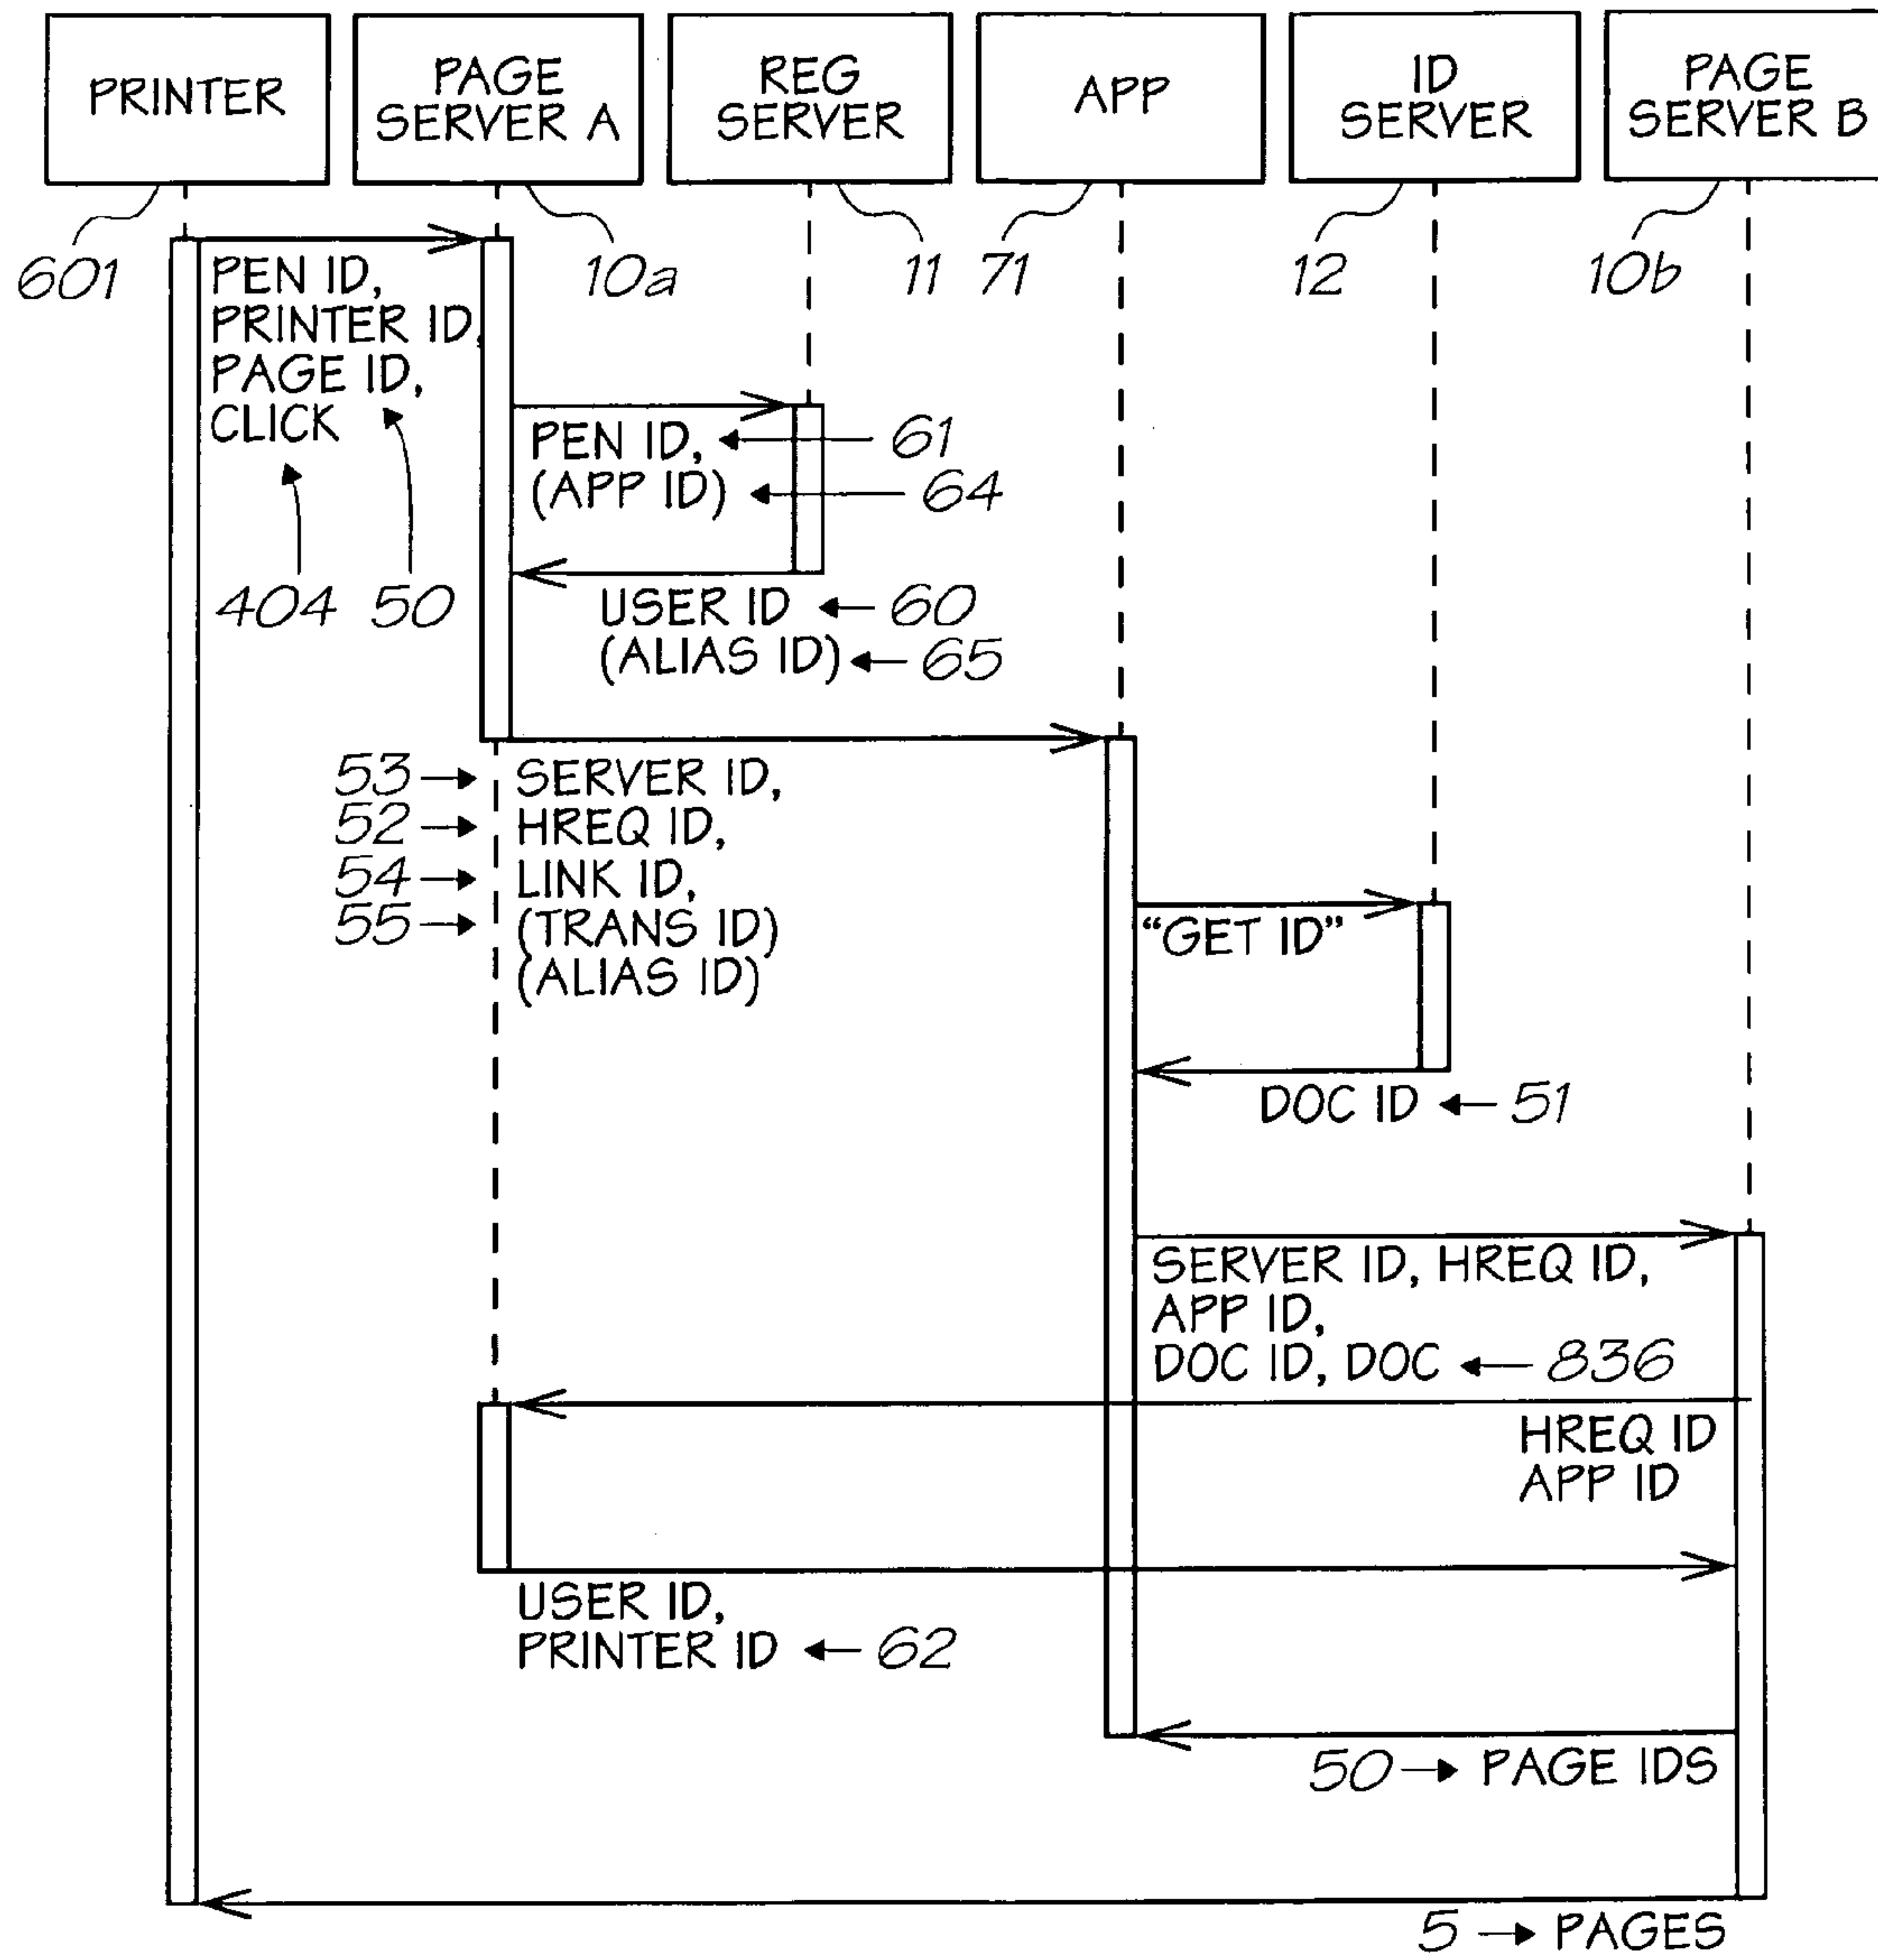 PRINTER
PAGE
SERVER A
REG
SERVER
APP
ID
SERVER
PAGE
SERVER B
601
10a
11
71
12
10b
PEN ID,
PRINTER ID,
PAGE ID,
CLICK
404
50
PEN ID, 61
(APP ID) 64
USER ID 60
(ALIAS ID) 65
53 SERVER ID,
52 HREQ ID,
54 LINK ID,
55 (TRANS ID)
(ALIAS ID)
“GET ID”
DOC ID 51
SERVER ID, HREQ ID,
APP ID,
DOC ID, DOC 836
HREQ ID
APP ID
USER ID,
PRINTER ID 62
50 PAGE IDS
5 PAGES